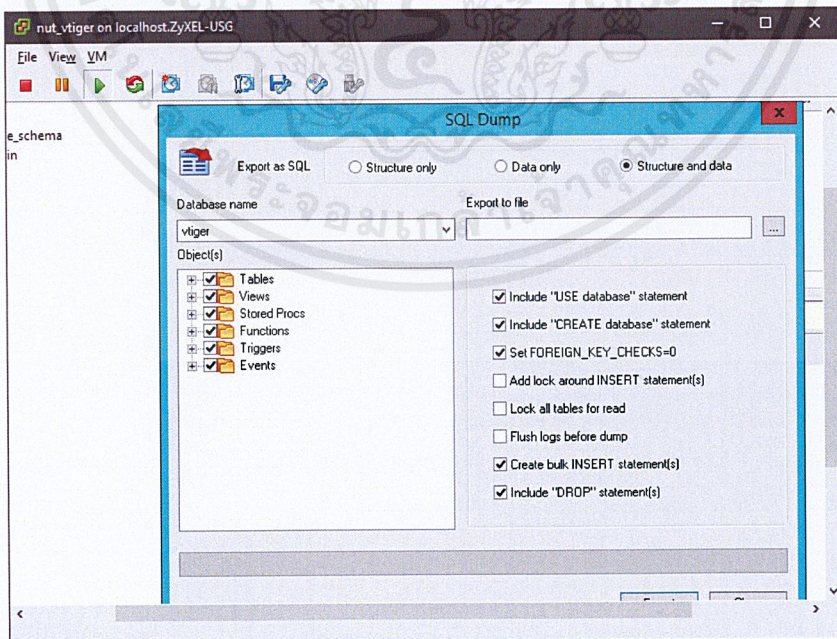 nut_vtiger on localhost.ZyXEL-USG
File View VM
SQL Dump
e_schema
in
Export as SQL
Structure only
Data only
Structure and data
Database name
Export to file
vtiger
...
Object(s)
Tables
Views
Stored Procs
Functions
Triggers
Events
Include "USE database" statement
Include "CREATE database" statement
Set FOREIGN_KEY_CHECKS=0
Add lock around INSERT statement(s)
Lock all tables for read
Flush logs before dump
Create bulk INSERT statement(s)
Include "DROP" statement(s)